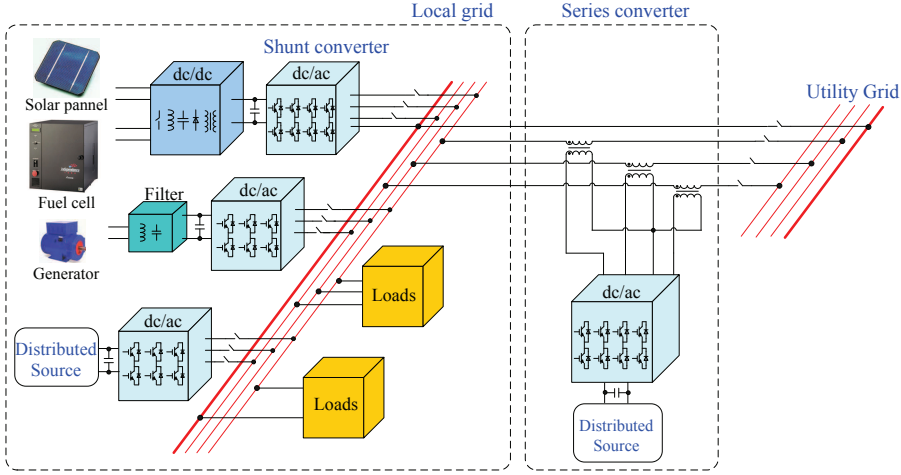 Local grid
Series converter
Shunt converter
dc/dc
dc/ac
Utility Grid
Solar pannel
Fuel cell
Filter
dc/ac
Generator
Loads
dc/ac
dc/ac
Distributed
Source
Loads
Distributed
Source